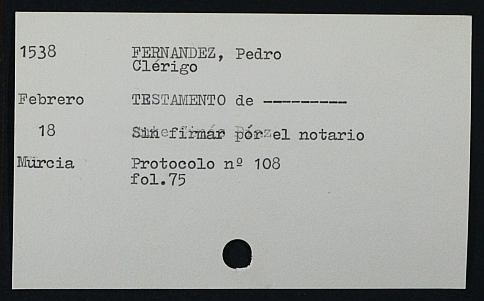 1538 FERNANDEZ, Pedro
Clérigo
Febrero TESTAMENTO de ---------
18 Sin firmar por el notario
Murcia Protocolo nº 108
fol.75